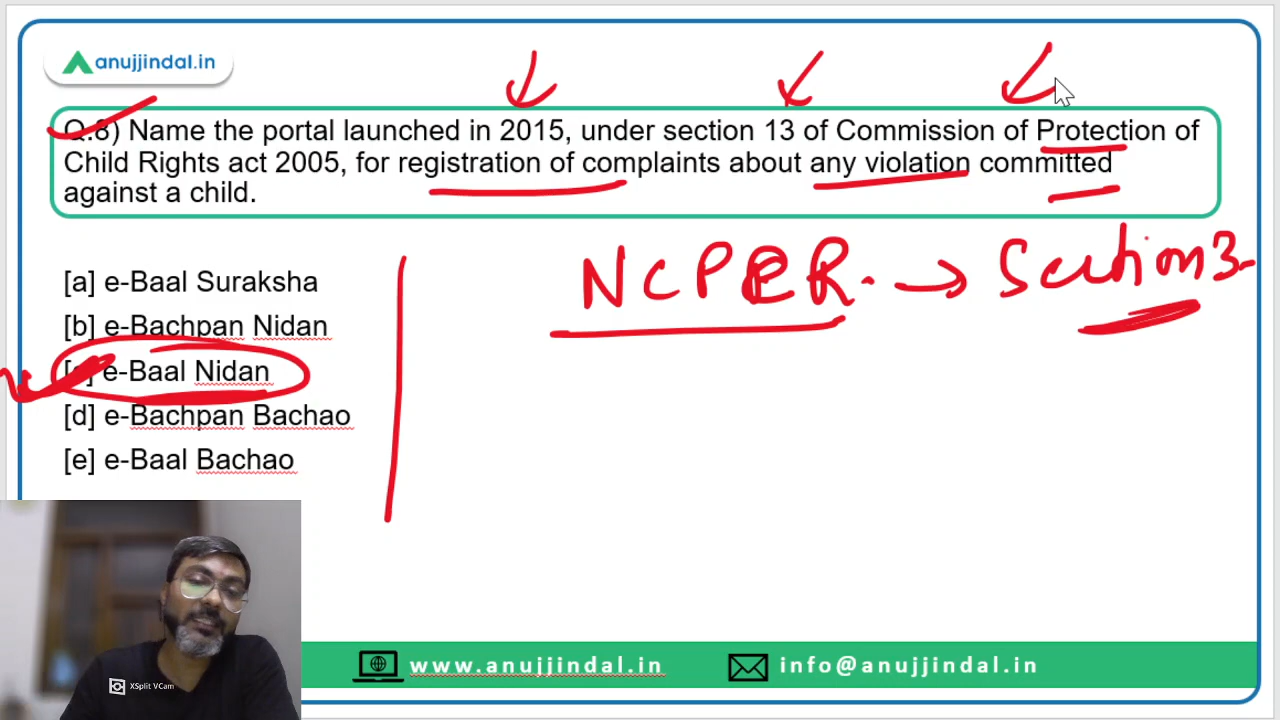 anujjindal.in
Q.8) Name the portal launched in 2015, under section 13 of Commission of Protection of
Child Rights act 2005, for registration of complaints about any violation committed
against a child.
NCPCR. → Section 3
[a] e-Baal Suraksha
[b] e-Bachpan Nidan
[c] e-Baal Nidan
[d] e-Bachpan Bachao
[e] e-Baal Bachao
XSplit VCam
www.anujjindal.in
info@anujjindal.in